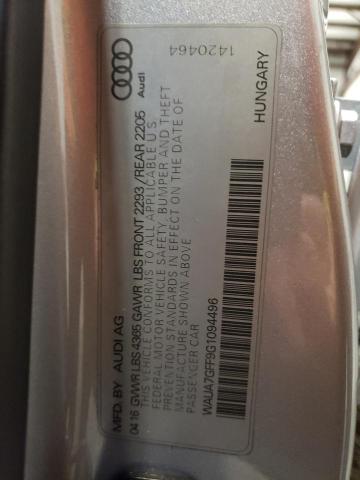 MFD. BY AUDI AG
04 16 GVWR LBS 4365 GAWR LBS FRONT 2293 / REAR 2205
THIS VEHICLE CONFORMS TO ALL APPLICABLE U S
FEDERAL MOTOR VEHICLE SAFETY, BUMPER AND THEFT
PREVENTION STANDARDS IN EFFECT ON THE DATE OF
MANUFACTURE SHOWN ABOVE
PASSENGER CAR
Audi
1420464
WAUA7GFF9G1094496
HUNGARY